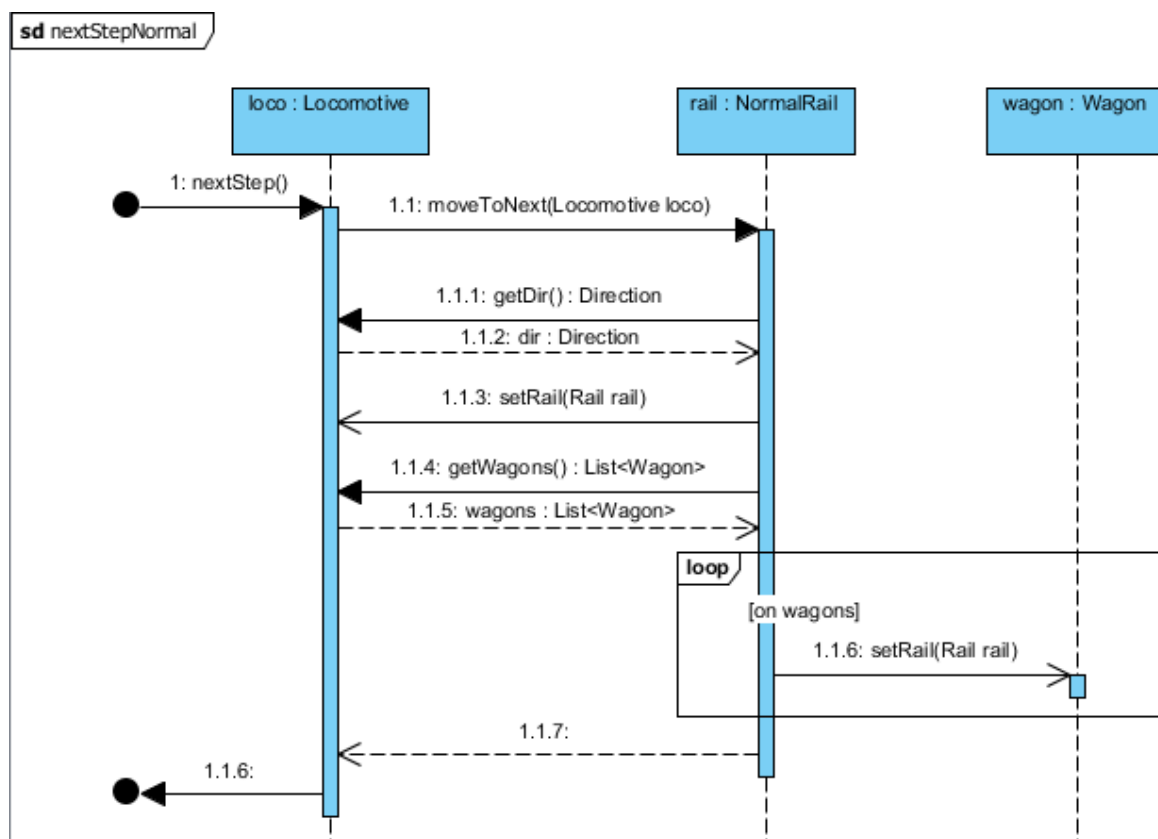 sd nextStepNormal
loco : Locomotive
rail : NormalRail
wagon : Wagon
1: nextStep()
1.1: moveToNext(Locomotive loco)
1.1.1: getDir() : Direction
1.1.2: dir : Direction
1.1.3: setRail(Rail rail)
1.1.4: getWagons() : List<Wagon>
1.1.5: wagons : List<Wagon>
loop
[on wagons]
1.1.6: setRail(Rail rail)
1.1.7:
1.1.6: